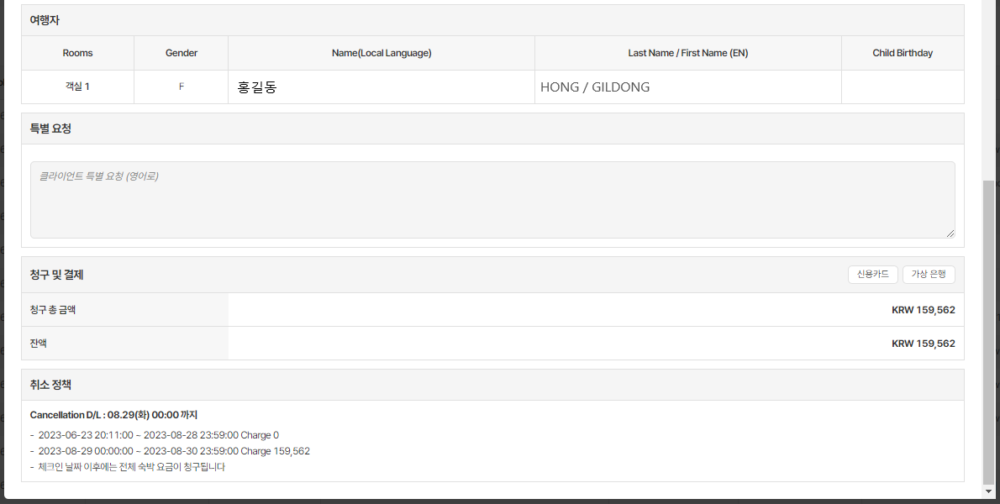 여행자
Rooms Gender Name(Local Language) Last Name / First Name (EN) Child Birthday
객실 1 F 홍길동 HONG / GILDONG
특별 요청
클라이언트 특별 요청 (영어로)
청구 및 결제 신용카드 가상 은행
청구 총 금액 KRW 159,562
잔액 KRW 159,562
취소 정책
Cancellation D/L : 08.29(화) 00:00 까지
- 2023-06-23 20:11:00 ~ 2023-08-28 23:59:00 Charge 0
- 2023-08-29 00:00:00 ~ 2023-08-30 23:59:00 Charge 159,562
- 체크인 날짜 이후에는 전체 숙박 요금이 청구됩니다